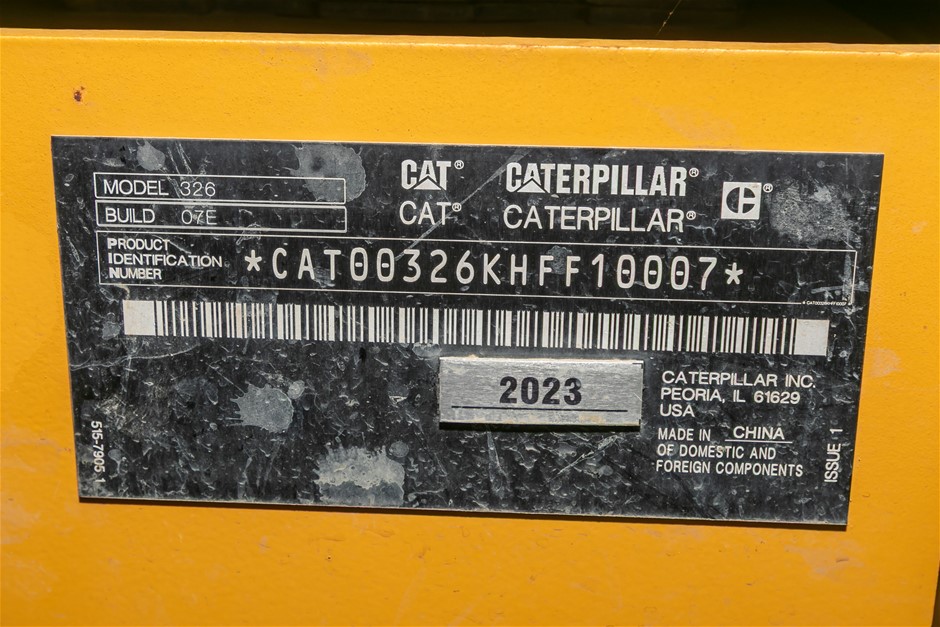 MODEL 326
BUILD 07E
CAT® CATERPILLAR® ®
CAT® CATERPILLAR®
PRODUCT
IDENTIFICATION
NUMBER
*CAT00326KHFF10007*
*CAT00326KHFF10007*
2023
CATERPILLAR INC.
PEORIA, IL 61629
USA
MADE IN CHINA
OF DOMESTIC AND
FOREIGN COMPONENTS
515-7905 1
ISSUE 1